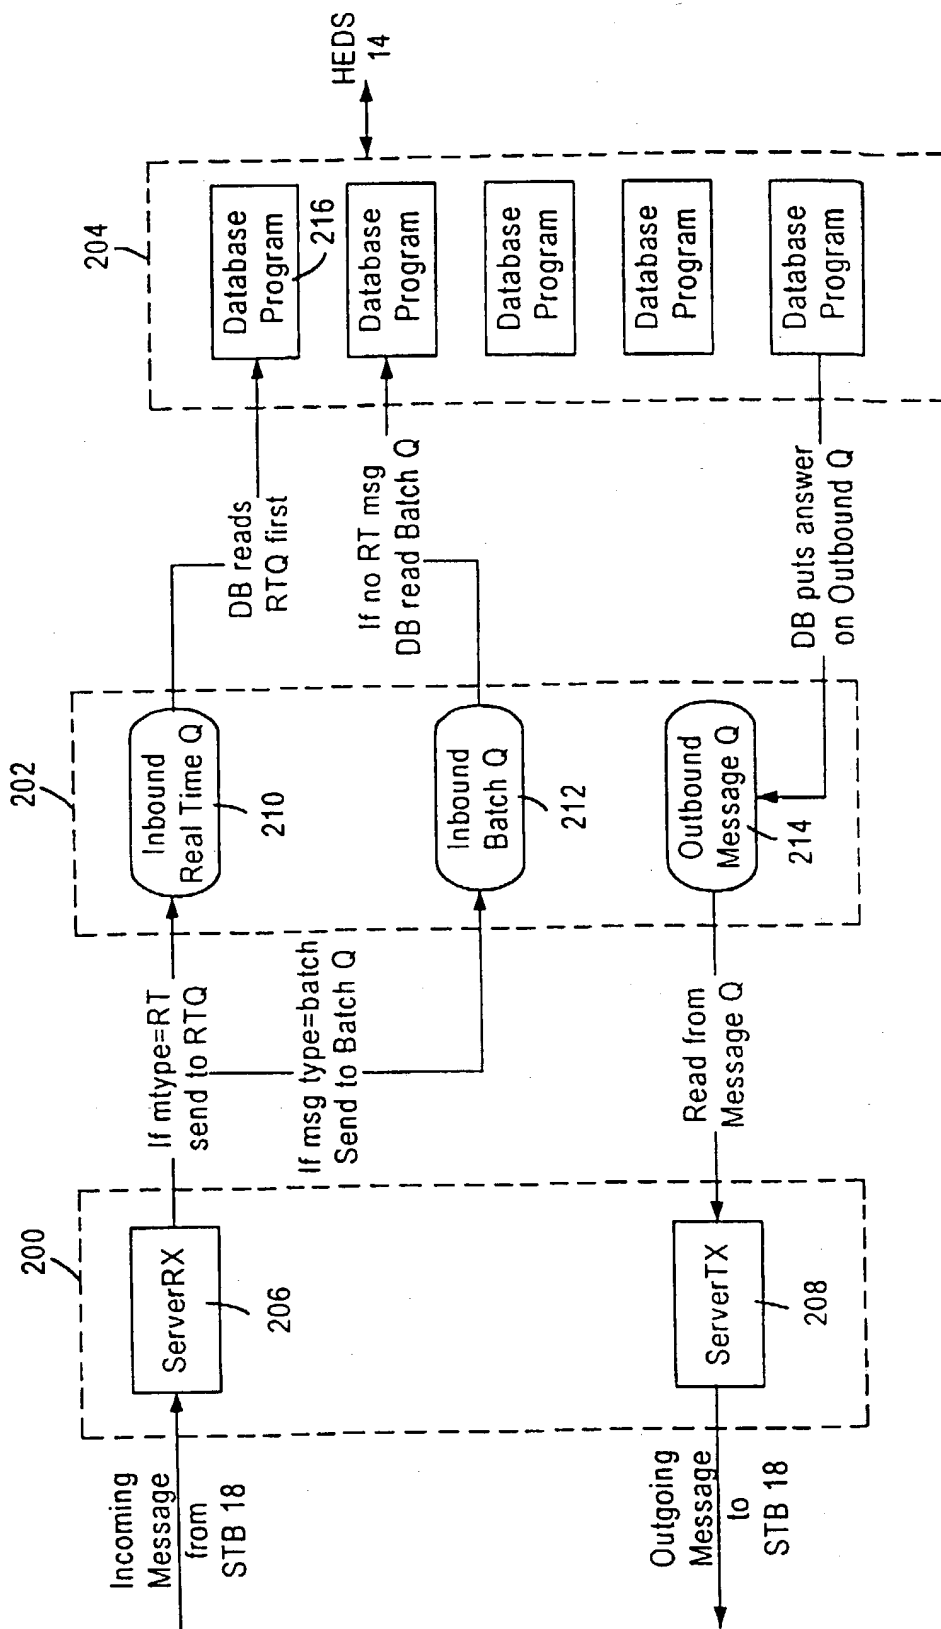 200
202
204
Incoming
Message
from
STB 18
ServerRX
206
If mtype=RT
send to RTQ
If msg type=batch
Send to Batch Q
Inbound
Real Time Q
210
DB reads
RTQ first
Database
Program
216
HEDS
14
Inbound
Batch Q
212
If no RT msg
DB read Batch Q
Database
Program
Database
Program
Database
Program
Outgoing
Message
to
STB 18
ServerTX
208
Read from
Message Q
Outbound
Message Q
214
DB puts answer
on Outbound Q
Database
Program